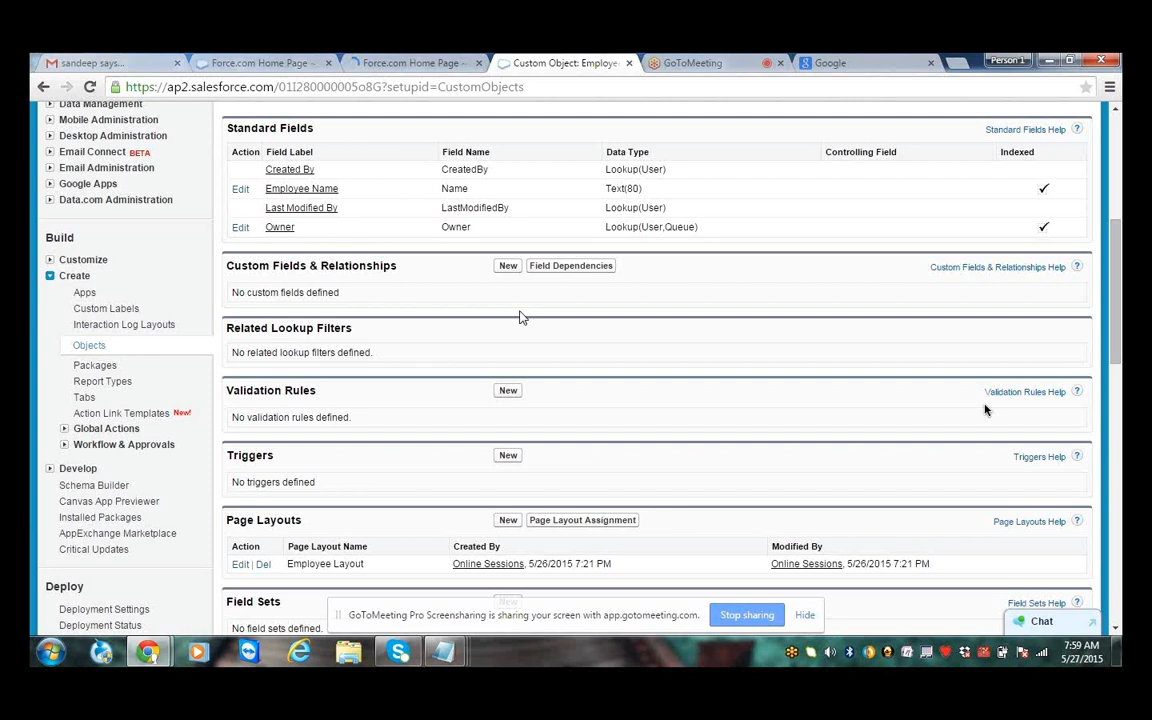 sandeep says...
Force.com Home Page ~
Force.com Home Page ~
Custom Object: Employe
GoToMeeting
Google
Person 1
https://ap2.salesforce.com/01I280000005o8G?setupid=CustomObjects
Data Management
Mobile Administration
Desktop Administration
Email Connect BETA
Email Administration
Google Apps
Data.com Administration
Build
Customize
Create
Apps
Custom Labels
Interaction Log Layouts
Objects
Packages
Report Types
Tabs
Action Link Templates New!
Global Actions
Workflow & Approvals
Develop
Schema Builder
Canvas App Previewer
Installed Packages
AppExchange Marketplace
Critical Updates
Deploy
Deployment Settings
Deployment Status
Standard Fields
Standard Fields Help ?
Action Field Label Field Name Data Type Controlling Field Indexed
Created By CreatedBy Lookup(User)
Edit Employee Name Name Text(80) ✓
Last Modified By LastModifiedBy Lookup(User)
Edit Owner Owner Lookup(User,Queue) ✓
Custom Fields & Relationships New Field Dependencies Custom Fields & Relationships Help ?
No custom fields defined
Related Lookup Filters
No related lookup filters defined.
Validation Rules New Validation Rules Help ?
No validation rules defined.
Triggers New Triggers Help ?
No triggers defined
Page Layouts New Page Layout Assignment Page Layouts Help ?
Action Page Layout Name Created By Modified By
Edit | Del Employee Layout Online Sessions, 5/26/2015 7:21 PM Online Sessions, 5/26/2015 7:21 PM
Field Sets New Field Sets Help ?
No field sets defined.
GoToMeeting Pro Screensharing is sharing your screen with app.gotomeeting.com. Stop sharing Hide
Chat
7:59 AM
5/27/2015